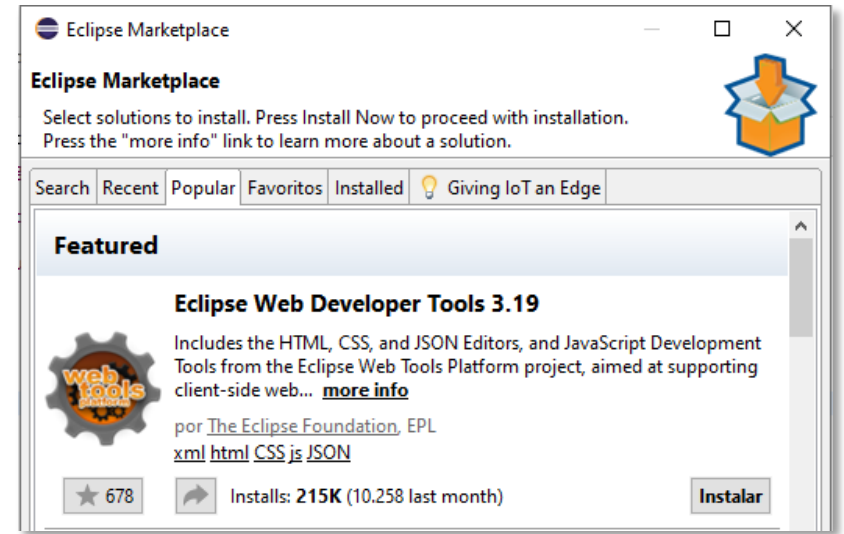 Eclipse Marketplace
Eclipse Marketplace
Select solutions to install. Press Install Now to proceed with installation.
Press the "more info" link to learn more about a solution.
Search Recent Popular Favoritos Installed Giving IoT an Edge
Featured
Eclipse Web Developer Tools 3.19
Includes the HTML, CSS, and JSON Editors, and JavaScript Development
Tools from the Eclipse Web Tools Platform project, aimed at supporting
client-side web... more info
web
tools
platform
por The Eclipse Foundation, EPL
xml html CSS js JSON
678 Installs: 215K (10.258 last month) Instalar